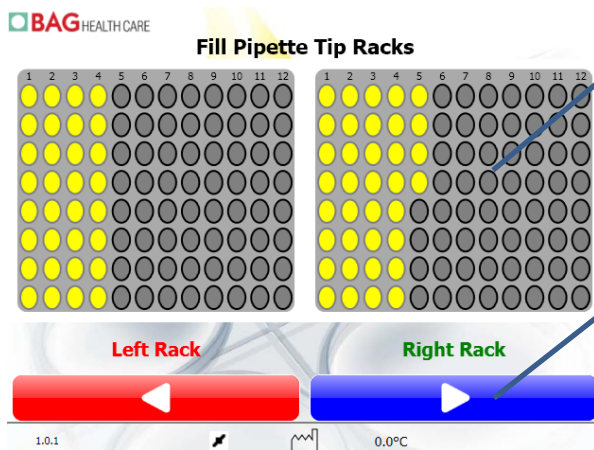 BAG HEALTH CARE
Fill Pipette Tip Racks
1 2 3 4 5 6 7 8 9 10 11 12
1 2 3 4 5 6 7 8 9 10 11 12
Left Rack
Right Rack
1.0.1
0.0°C